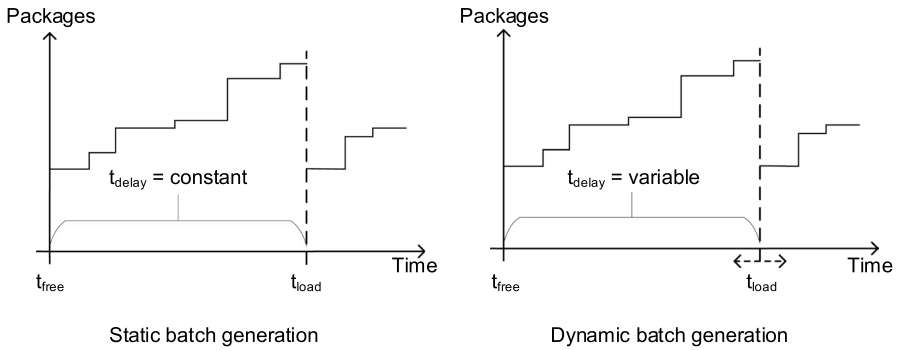 Packages
t_delay = constant
Time
t_free
t_load
Static batch generation
Packages
t_delay = variable
Time
t_free
t_load
Dynamic batch generation